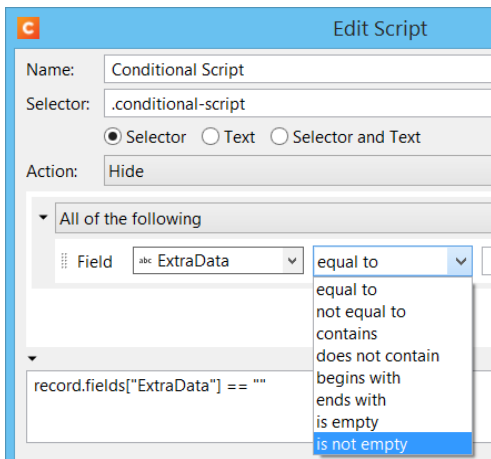 C
Edit Script
Name: Conditional Script
Selector: .conditional-script
Selector Text Selector and Text
Action: Hide
All of the following
Field abc ExtraData equal to
equal to
not equal to
contains
does not contain
begins with
ends with
is empty
is not empty
record.fields["ExtraData"] == ""